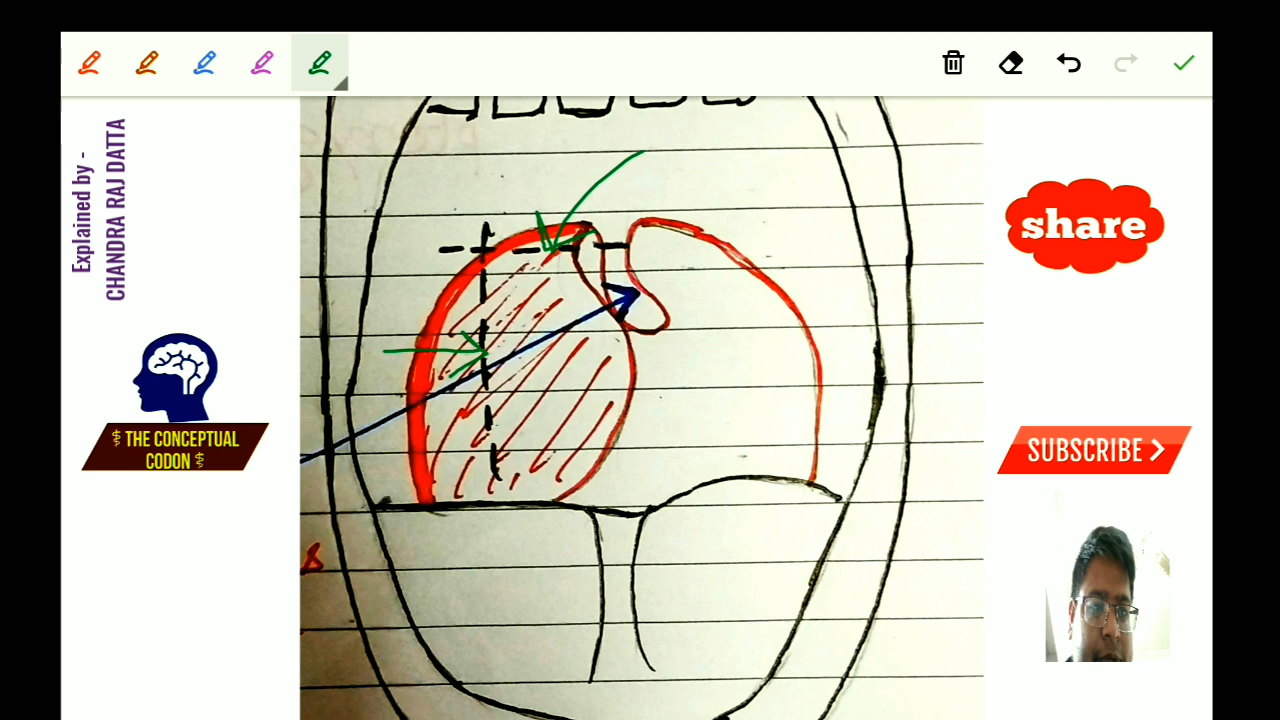 Explained by -
CHANDRA RAJ DATTA
THE CONCEPTUAL
CODON
share
SUBSCRIBE >